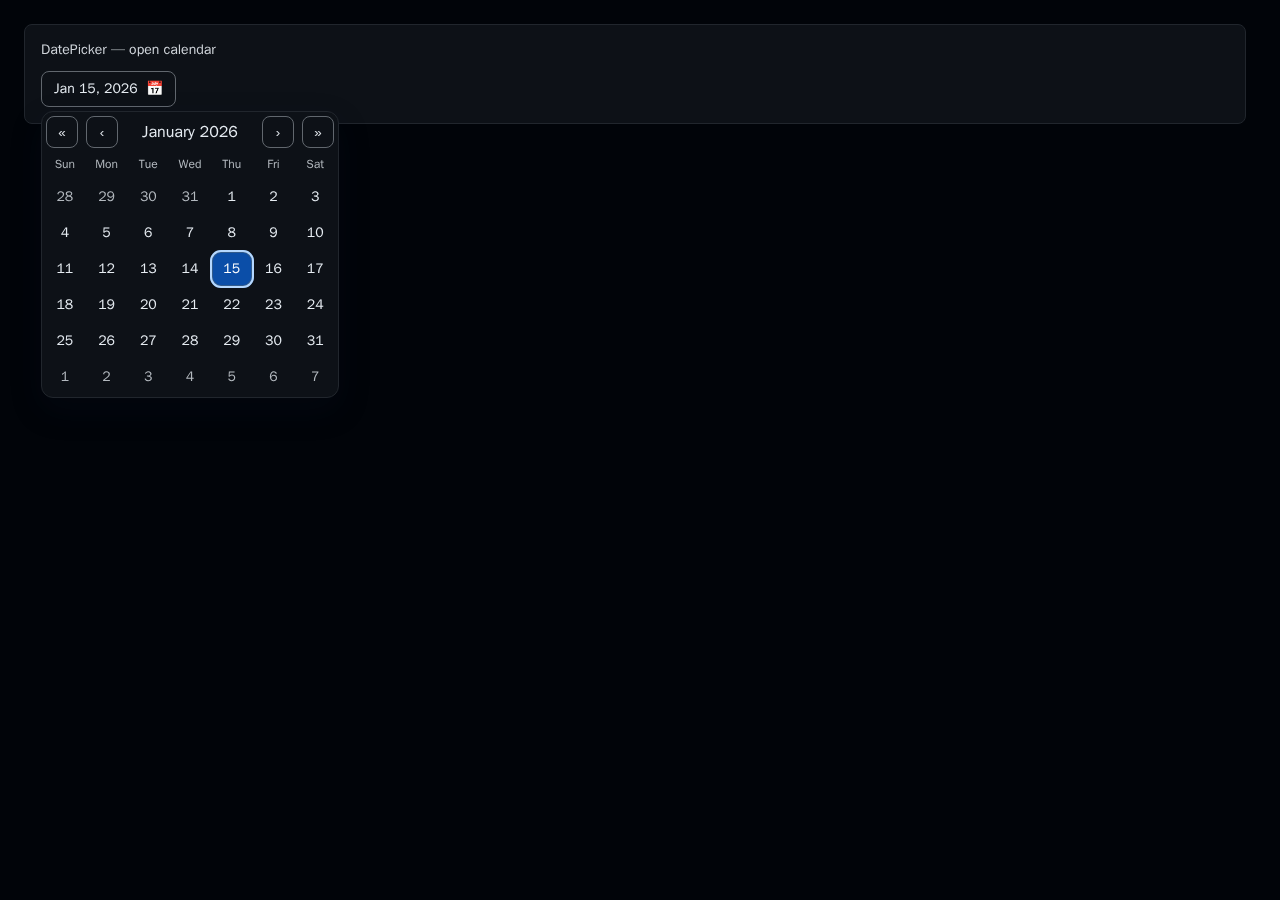 DatePicker — open calendar
Jan 15, 2026 📅
« ‹ January 2026 › »
Sun Mon Tue Wed Thu Fri Sat
28 29 30 31 1 2 3
4 5 6 7 8 9 10
11 12 13 14 15 16 17
18 19 20 21 22 23 24
25 26 27 28 29 30 31
1 2 3 4 5 6 7